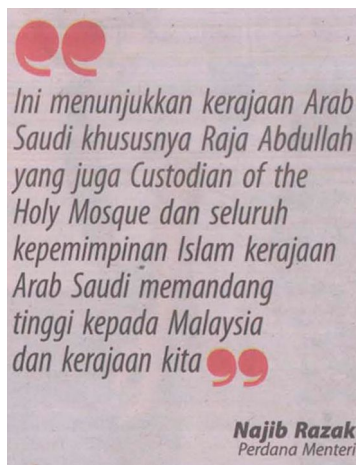 Ini menunjukkan kerajaan Arab
Saudi khususnya Raja Abdullah
yang juga Custodian of the
Holy Mosque dan seluruh
kepemimpinan Islam kerajaan
Arab Saudi memandang
tinggi kepada Malaysia
dan kerajaan kita
Najib Razak
Perdana Menteri